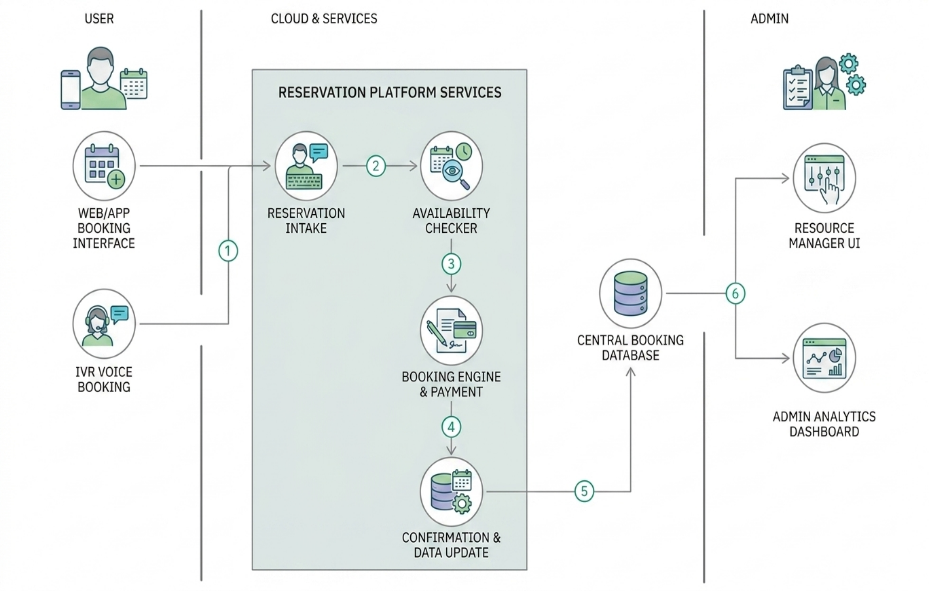 USER
CLOUD & SERVICES
ADMIN
RESERVATION PLATFORM SERVICES
2
WEB/APP
BOOKING
INTERFACE
RESERVATION
INTAKE
AVAILABILITY
CHECKER
RESOURCE
MANAGER UI
1
3
6
IVR VOICE
BOOKING
CENTRAL BOOKING
DATABASE
BOOKING ENGINE
& PAYMENT
ADMIN ANALYTICS
DASHBOARD
4
5
CONFIRMATION &
DATA UPDATE